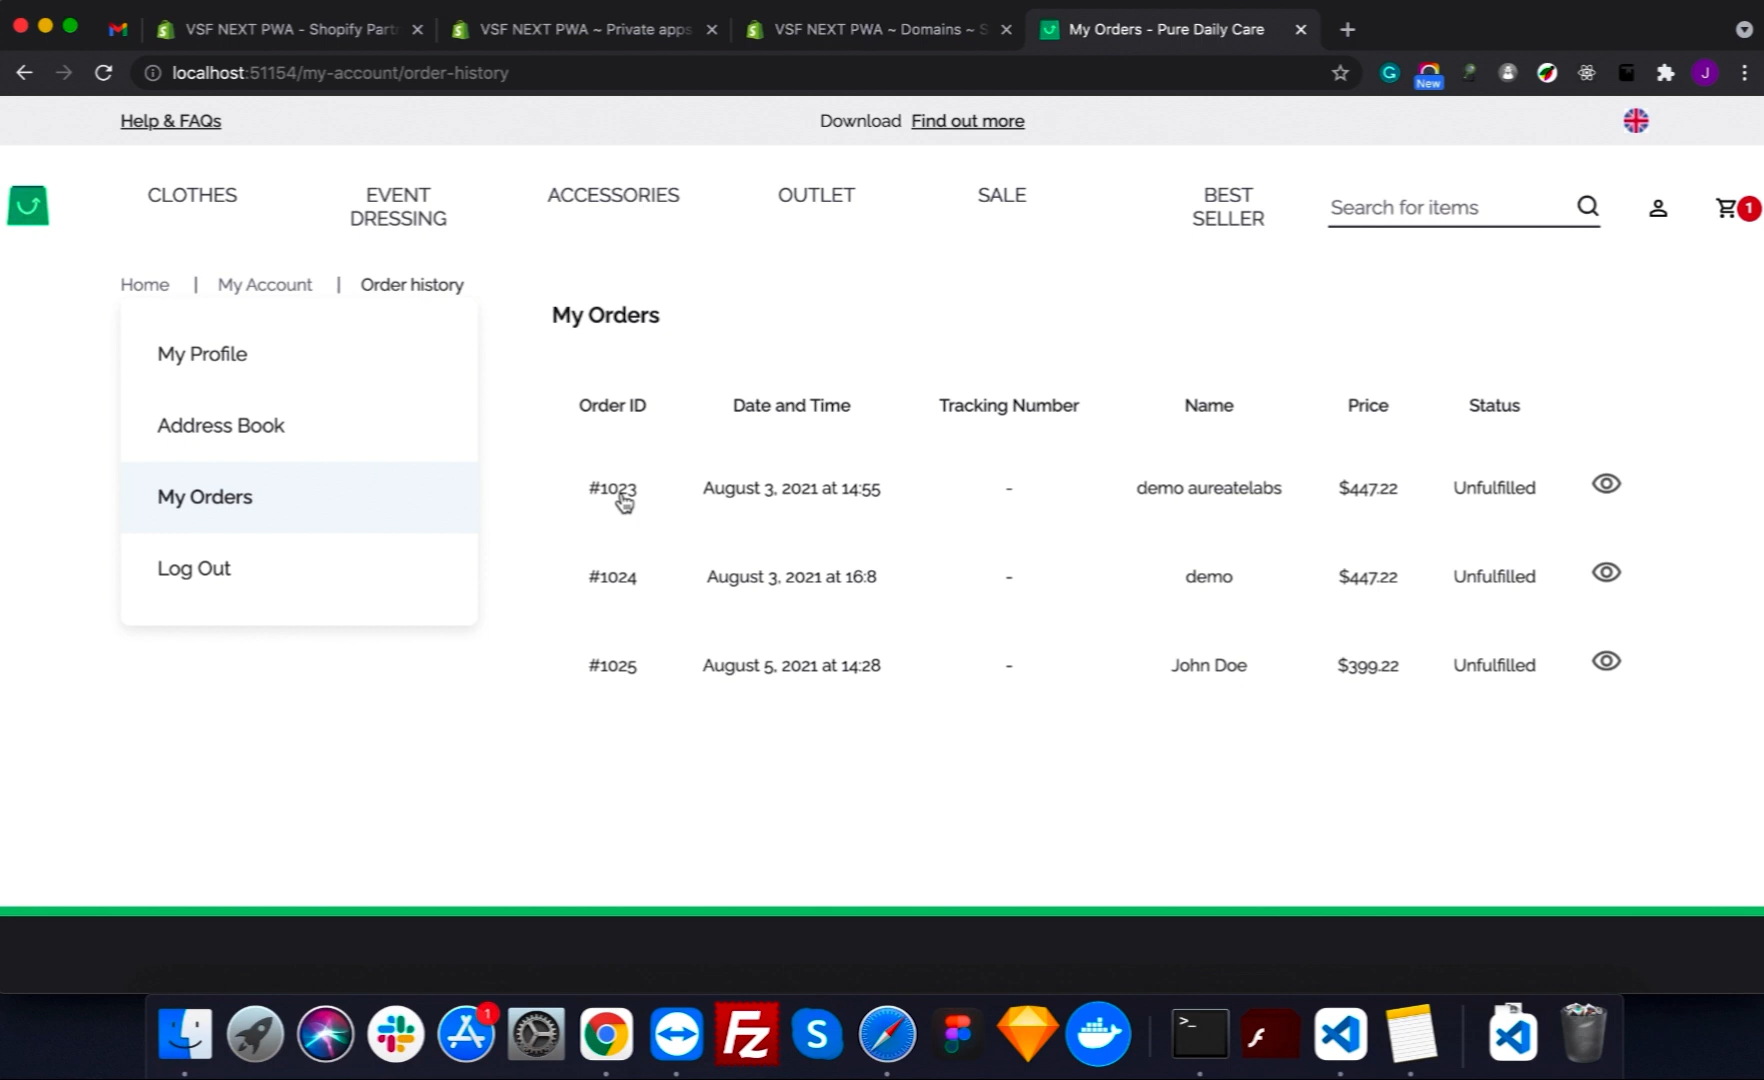 VSF NEXT PWA - Shopify Partn
VSF NEXT PWA ~ Private apps
VSF NEXT PWA ~ Domains ~ S
My Orders - Pure Daily Care
localhost:51154/my-account/order-history
G
New
J
Help & FAQs
Download Find out more
CLOTHES
EVENT
DRESSING
ACCESSORIES
OUTLET
SALE
BEST
SELLER
Search for items
1
Home | My Account | Order history
My Profile
Address Book
My Orders
Log Out
My Orders
Order ID Date and Time Tracking Number Name Price Status
#1023 August 3, 2021 at 14:55 - demo aureatelabs $447.22 Unfulfilled
#1024 August 3, 2021 at 16:8 - demo $447.22 Unfulfilled
#1025 August 5, 2021 at 14:28 - John Doe $399.22 Unfulfilled
1
FZ
S
>_
f